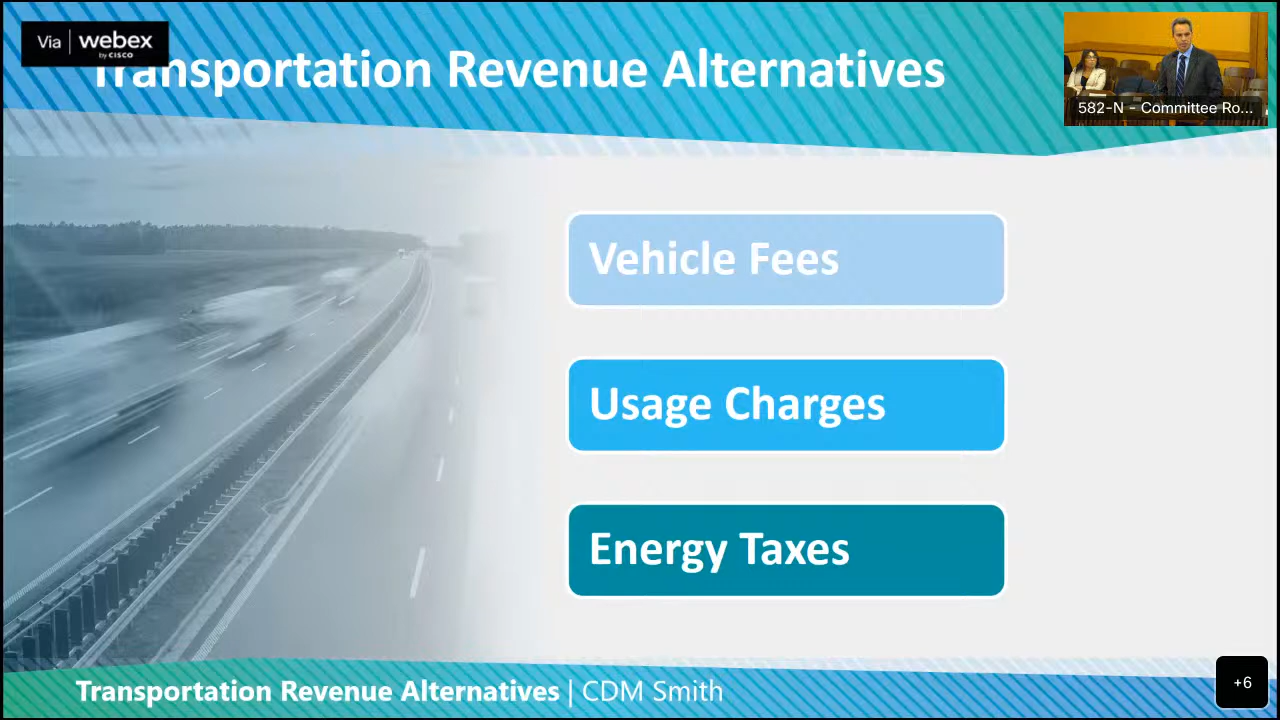 Via webex
by CISCO
Transportation Revenue Alternatives
582-N - Committee Ro...
Vehicle Fees
Usage Charges
Energy Taxes
Transportation Revenue Alternatives | CDM Smith
+6